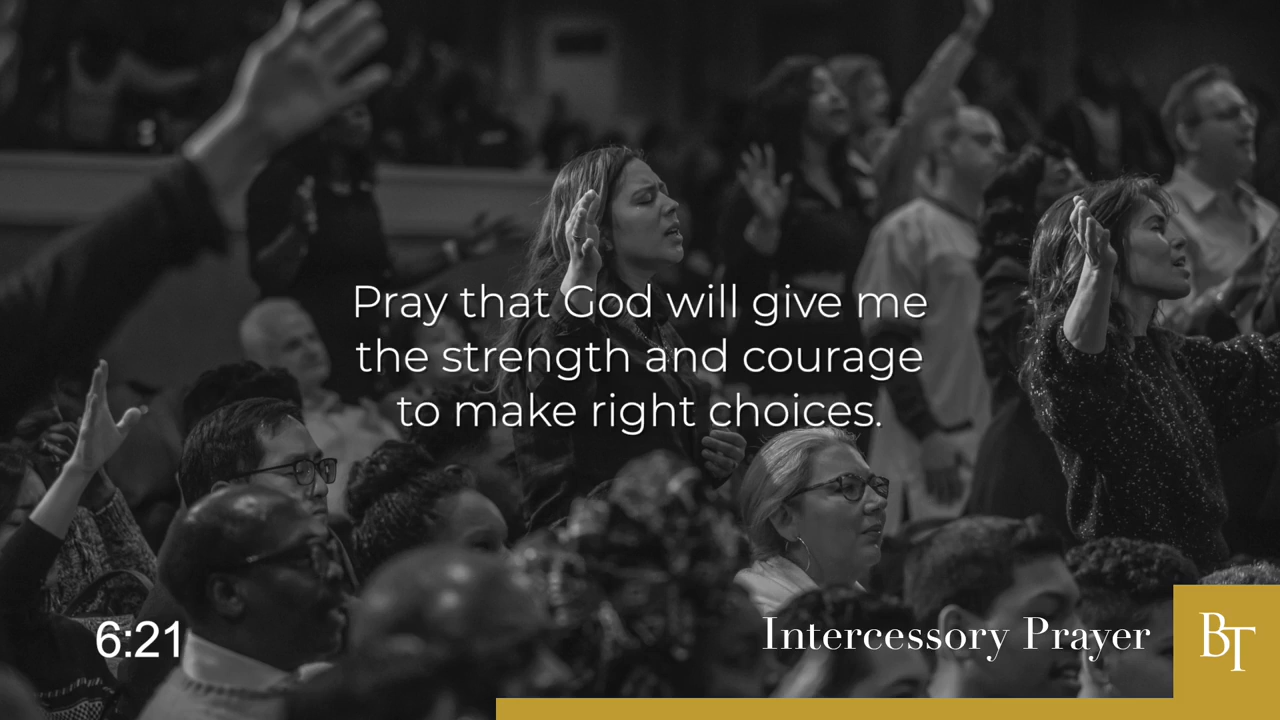 Pray that God will give me
the strength and courage
to make right choices.
6:21
Intercessory Prayer
BT